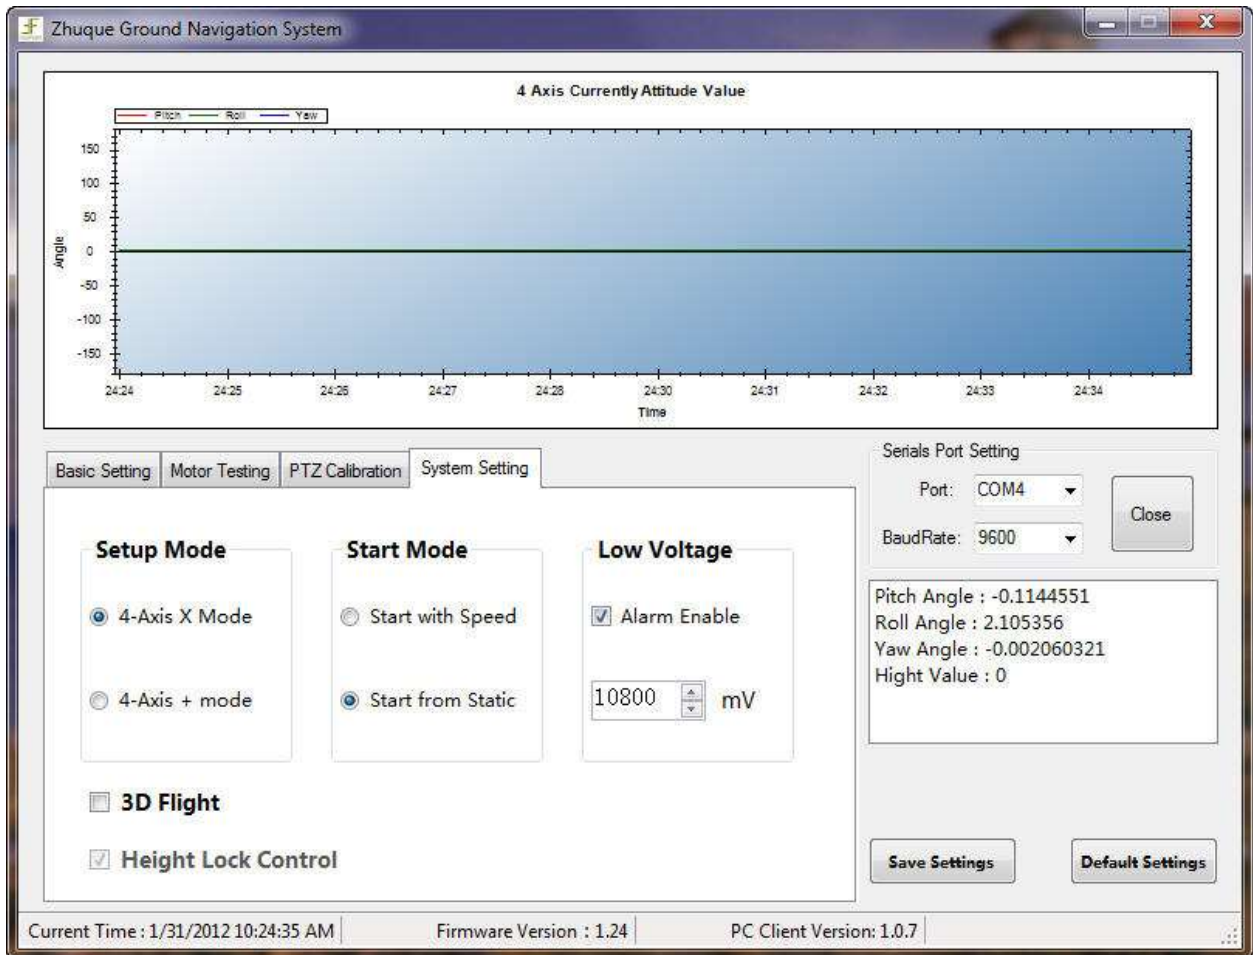 Zhuque Ground Navigation System
4 Axis Currently Attitude Value
Pitch Roll Yaw
150
100
50
0
-50
-100
-150
Angle
24:24 24:25 24:26 24:27 24:28 24:30 24:31 24:32 24:33 24:34
Time
Basic Setting Motor Testing PTZ Calibration System Setting
Setup Mode
4-Axis X Mode
4-Axis + mode
Start Mode
Start with Speed
Start from Static
Low Voltage
Alarm Enable
10800 mV
3D Flight
Height Lock Control
Serials Port Setting
Port: COM4
BaudRate: 9600
Close
Pitch Angle : -0.1144551
Roll Angle : 2.105356
Yaw Angle : -0.002060321
Hight Value : 0
Save Settings Default Settings
Current Time : 1/31/2012 10:24:35 AM Firmware Version : 1.24 PC Client Version: 1.0.7